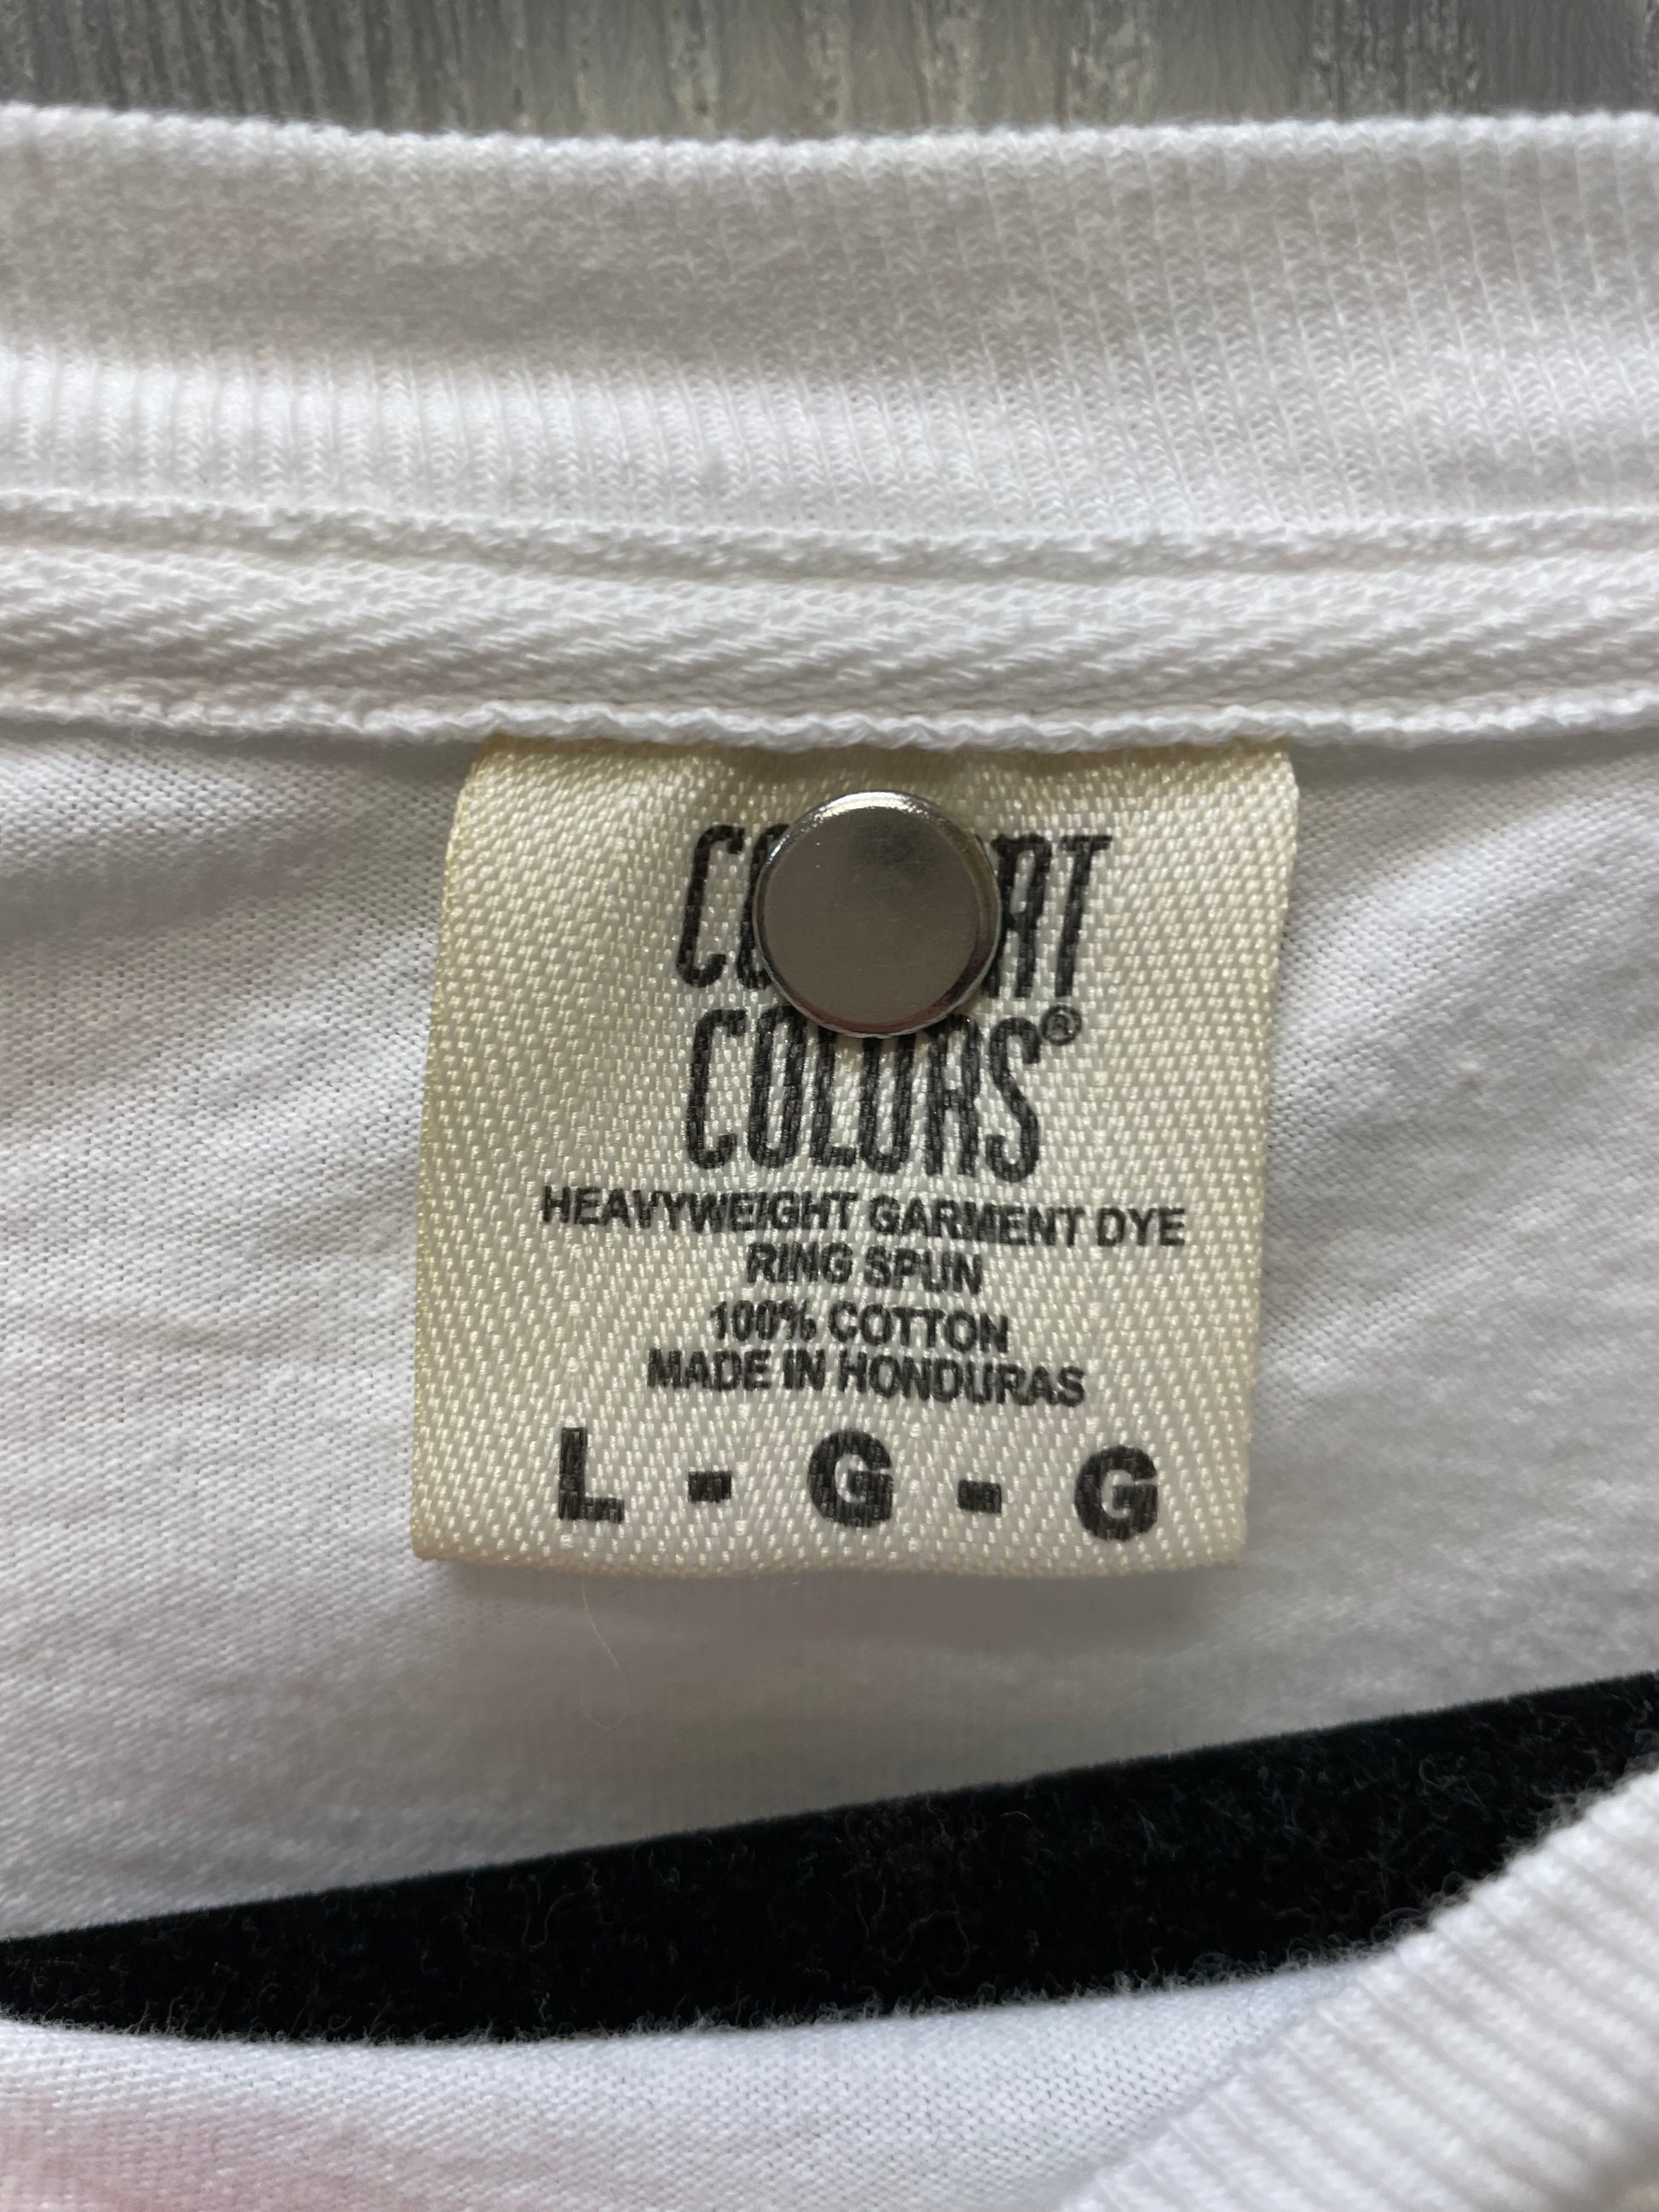 COLORS®
HEAVYWEIGHT GARMENT DYE
RING SPUN
100% COTTON
MADE IN HONDURAS
L - G - G